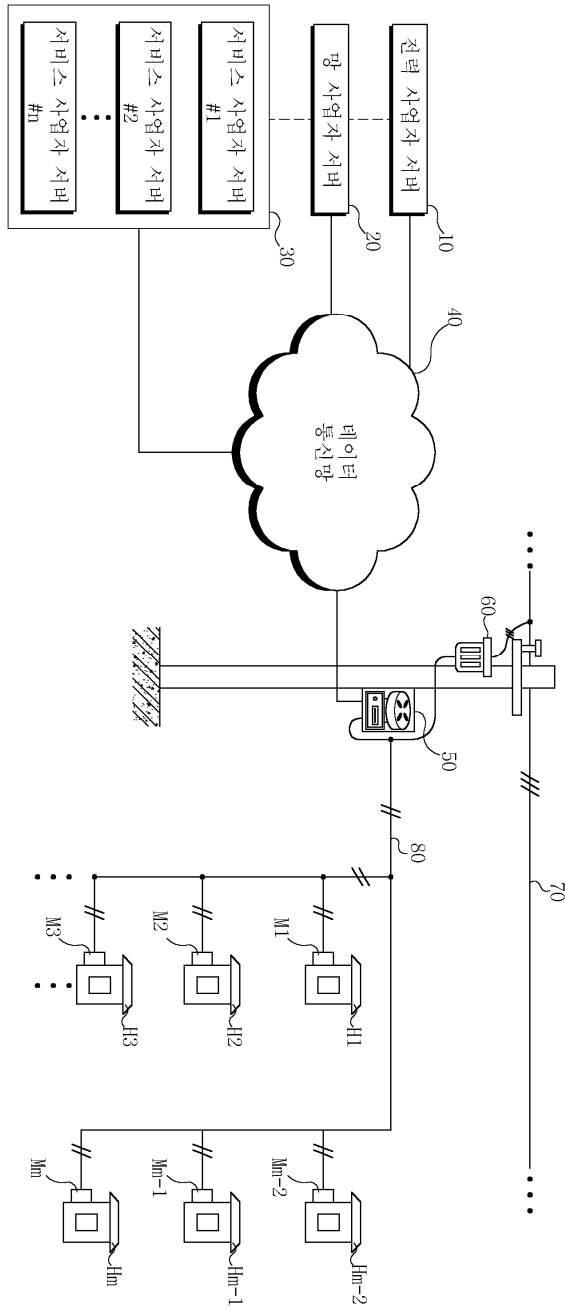 전력 사업자 서버
10
망 사업자 서버
20
서비스 사업자 서버
#1
서비스 사업자 서버
#2
서비스 사업자 서버
#n
30
40
데이터
통신망
60
50
70
80
M1
H1
M2
H2
M3
H3
Mm-2
Hm-2
Mm-1
Hm-1
Mm
Hm